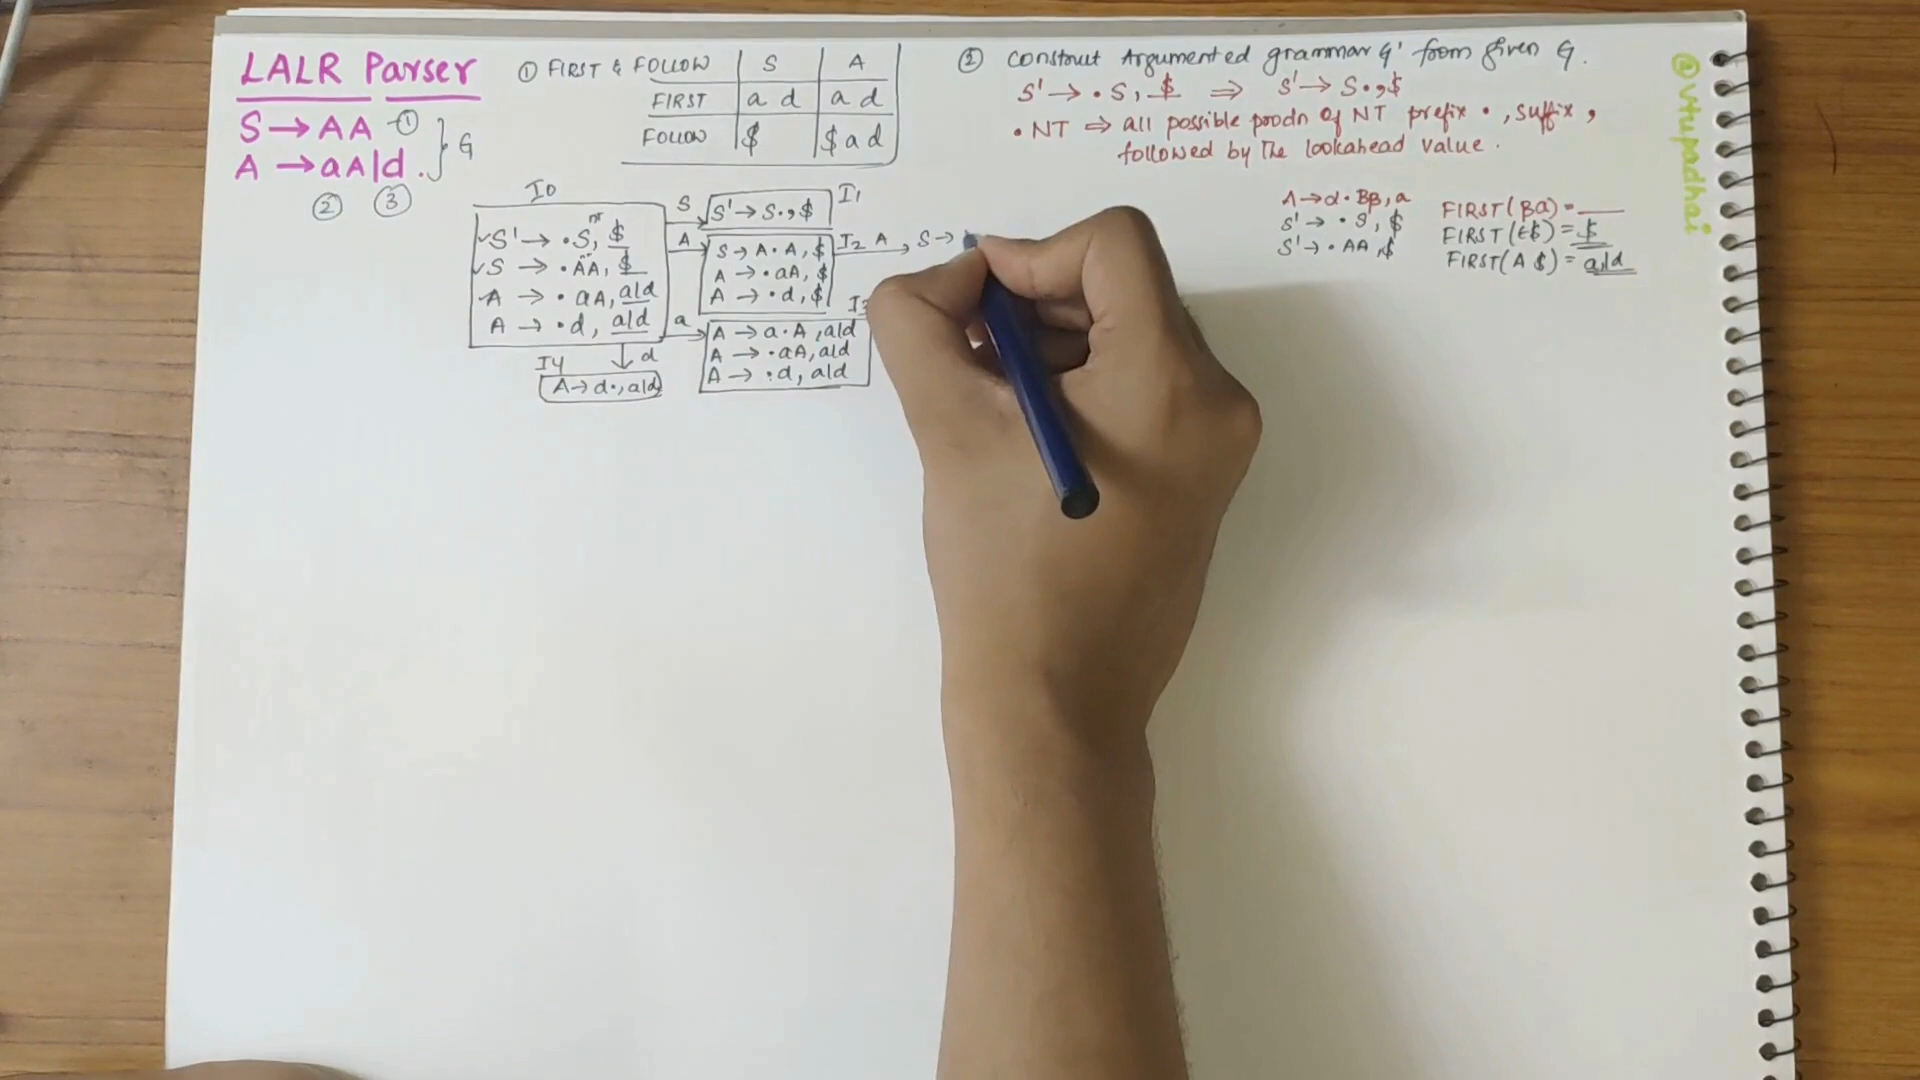 LALR Parser
S → AA -①
A → aA|d . } G
② ③
① FIRST & FOLLOW | S | A
FIRST | a d | a d
FOLLOW | $ | $ a d
② Construct Argumented grammar G' from given G.
S' → • S, $ ⇒ S' → S•, $
• NT ⇒ all possible prodn of NT prefix • , suffix ,
followed by The lookahead value .
@vtupadhai
A → α • Bβ, a
S' → • S', $
S' → • AA, $
FIRST(βa) = ___
FIRST(ε$) = $
FIRST(A $) = a|d
I0
S' → •S, $
S → •AA, $
A → • aA, a|d
A → •d, a|d
S
S' → S•, $
I1
A
S → A • A, $
A → • aA, $
A → • d, $
I2
A
S →
a
A → a • A, a|d
A → • aA, a|d
A → • d, a|d
d
I4
A → d•, a|d